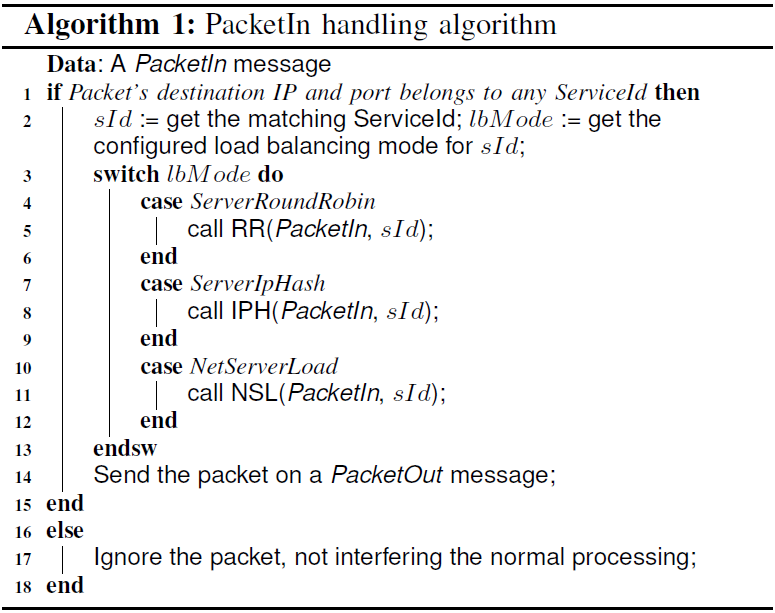 Algorithm 1: PacketIn handling algorithm
Data: A PacketIn message
1 if Packet's destination IP and port belongs to any ServiceId then
2 sId := get the matching ServiceId; lbMode := get the
configured load balancing mode for sId;
3 switch lbMode do
4 case ServerRoundRobin
5 call RR(PacketIn, sId);
6 end
7 case ServerIpHash
8 call IPH(PacketIn, sId);
9 end
10 case NetServerLoad
11 call NSL(PacketIn, sId);
12 end
13 endsw
14 Send the packet on a PacketOut message;
15 end
16 else
17 Ignore the packet, not interfering the normal processing;
18 end